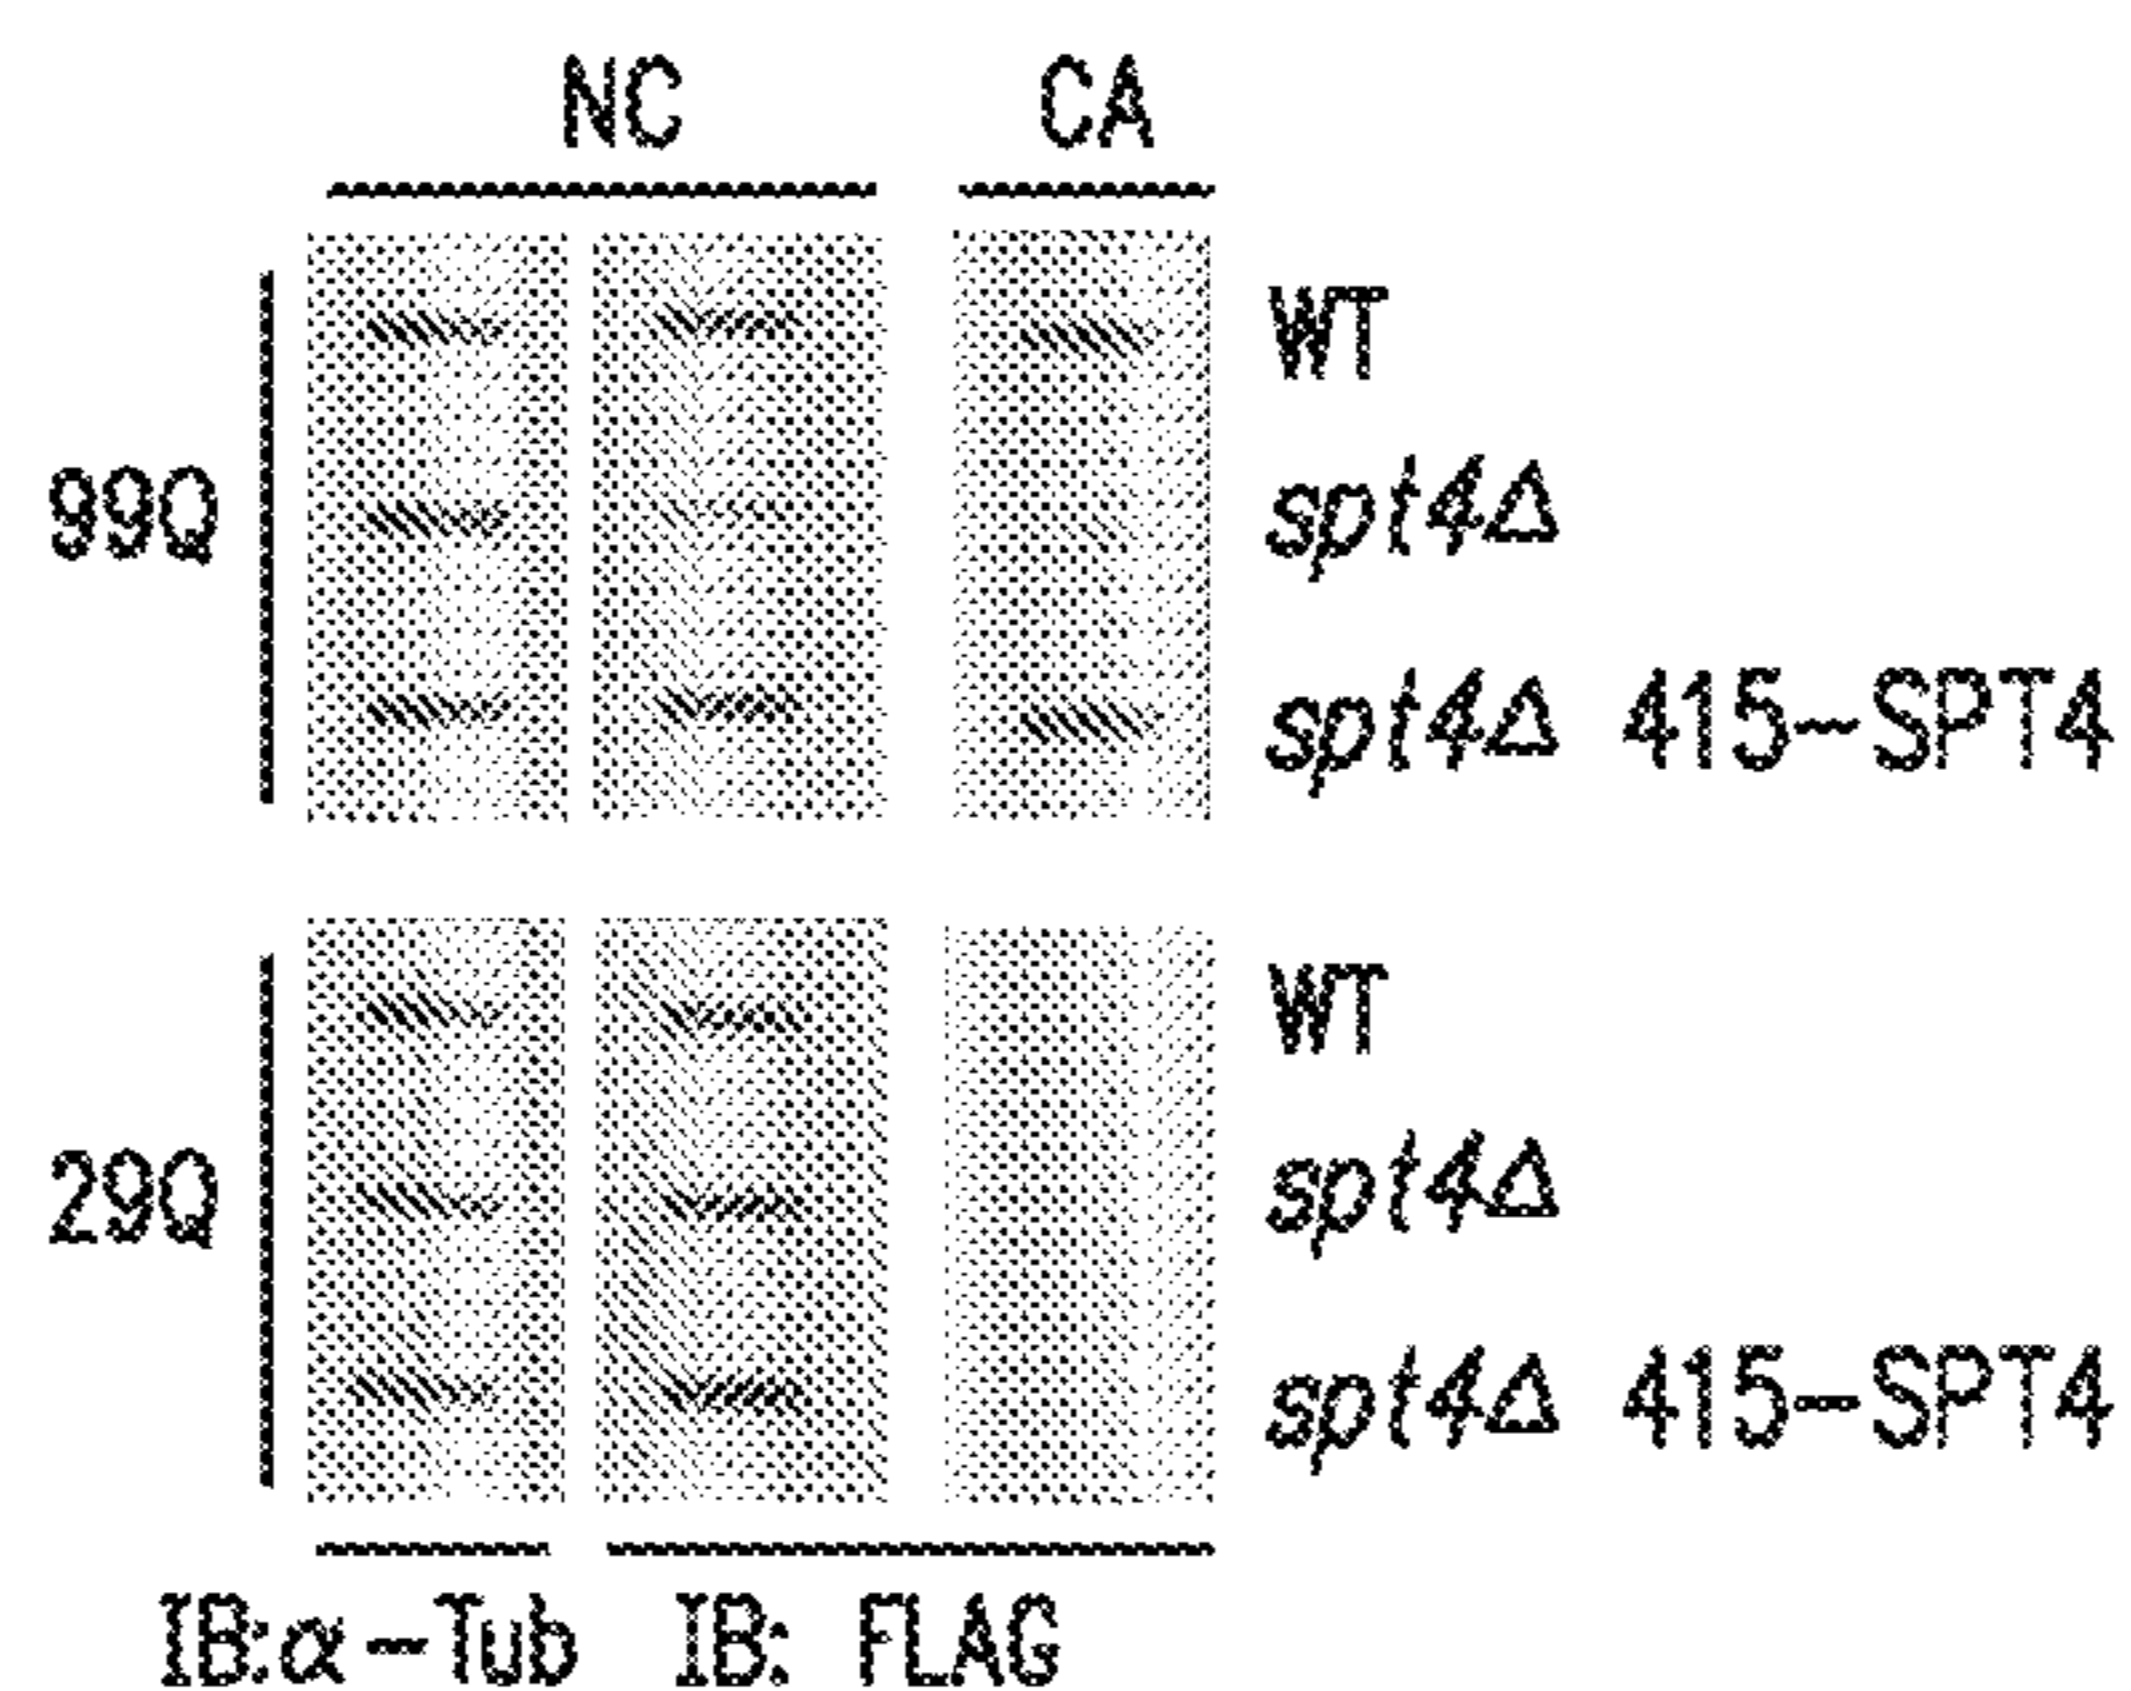 NC CA
99Q
WT
spt4Δ
spt4Δ 415-SPT4
29Q
WT
spt4Δ
spt4Δ 415-SPT4
IB:α-Tub IB: FLAG